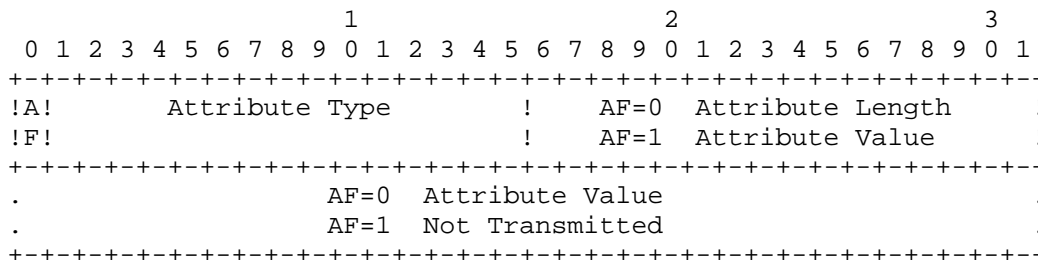 1                   2                   3
 0 1 2 3 4 5 6 7 8 9 0 1 2 3 4 5 6 7 8 9 0 1 2 3 4 5 6 7 8 9 0 1
+-+-+-+-+-+-+-+-+-+-+-+-+-+-+-+-+-+-+-+-+-+-+-+-+-+-+-+-+-+-+-+--
!A!       Attribute Type        !    AF=0  Attribute Length     .
!F!                             !    AF=1  Attribute Value      .
+-+-+-+-+-+-+-+-+-+-+-+-+-+-+-+-+-+-+-+-+-+-+-+-+-+-+-+-+-+-+-+--
.                   AF=0  Attribute Value                       .
.                   AF=1  Not Transmitted                       .
+-+-+-+-+-+-+-+-+-+-+-+-+-+-+-+-+-+-+-+-+-+-+-+-+-+-+-+-+-+-+-+--